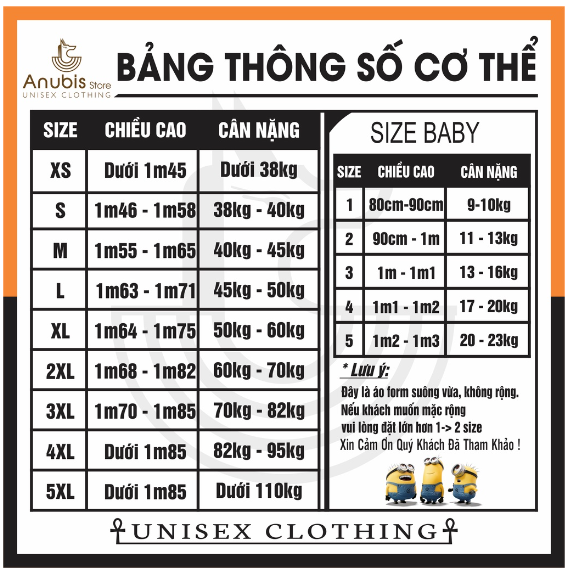 Anubis Store
UNISEX CLOTHING
BẢNG THÔNG SỐ CƠ THỂ
SIZE CHIỀU CAO CÂN NẶNG
XS Dưới 1m45 Dưới 38kg
S 1m46 - 1m58 38kg - 40kg
M 1m55 - 1m65 40kg - 45kg
L 1m63 - 1m71 45kg - 50kg
XL 1m64 - 1m75 50kg - 60kg
2XL 1m68 - 1m82 60kg - 70kg
3XL 1m70 - 1m85 70kg - 82kg
4XL Dưới 1m85 82kg - 95kg
5XL Dưới 1m85 Dưới 110kg
SIZE BABY
SIZE CHIỀU CAO CÂN NẶNG
1 80cm-90cm 9-10kg
2 90cm - 1m 11 - 13kg
3 1m - 1m1 13 - 16kg
4 1m1 - 1m2 17 - 20kg
5 1m2 - 1m3 20 - 23kg
* Lưu ý:
Đây là áo form suông vừa, không rộng.
Nếu khách muốn mặc rộng
vui lòng đặt lớn hơn 1-> 2 size
Xin Cảm Ơn Quý Khách Đã Tham Khảo !
UNISEX CLOTHING